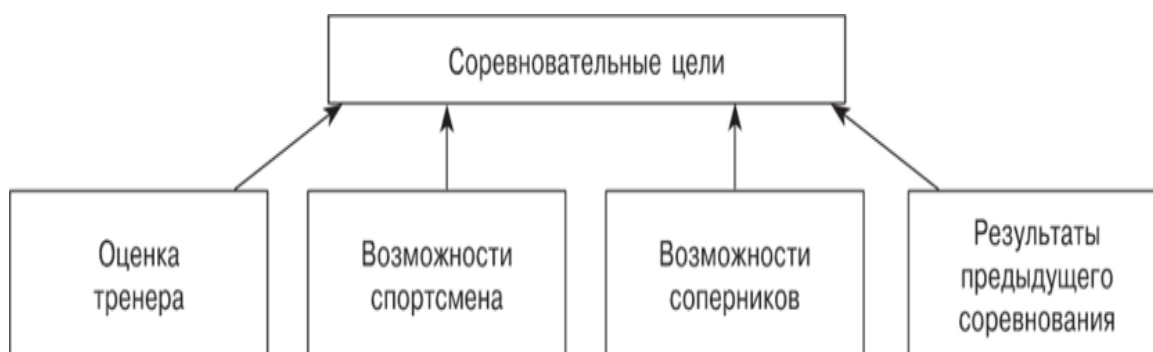 Соревновательные цели
Оценка
тренера
Возможности
спортсмена
Возможности
соперников
Результаты
предыдущего
соревнования